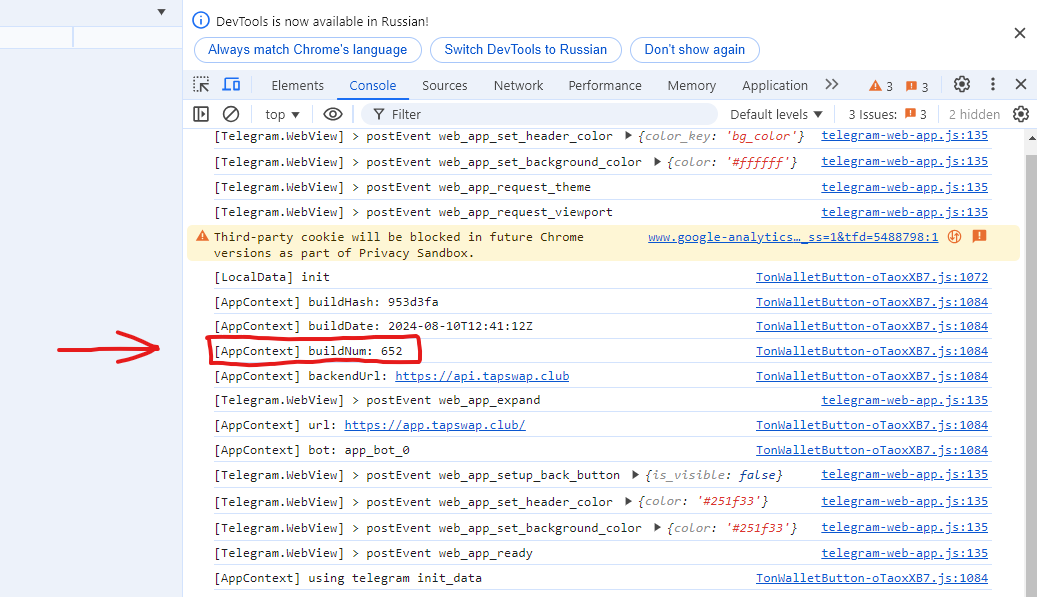 DevTools is now available in Russian!
Always match Chrome's language Switch DevTools to Russian Don't show again
Elements Console Sources Network Performance Memory Application 3 3
top Filter Default levels 3 Issues: 3 2 hidden
[Telegram.WebView] > postEvent web_app_set_header_color {color_key: 'bg_color'} telegram-web-app.js:135
[Telegram.WebView] > postEvent web_app_set_background_color {color: '#ffffff'} telegram-web-app.js:135
[Telegram.WebView] > postEvent web_app_request_theme telegram-web-app.js:135
[Telegram.WebView] > postEvent web_app_request_viewport telegram-web-app.js:135
Third-party cookie will be blocked in future Chrome www.google-analytics…_ss=1&tfd=5488798:1
versions as part of Privacy Sandbox.
[LocalData] init TonWalletButton-oTaoxXB7.js:1072
[AppContext] buildHash: 953d3fa TonWalletButton-oTaoxXB7.js:1084
[AppContext] buildDate: 2024-08-10T12:41:12Z TonWalletButton-oTaoxXB7.js:1084
[AppContext] buildNum: 652 TonWalletButton-oTaoxXB7.js:1084
[AppContext] backendUrl: https://api.tapswap.club TonWalletButton-oTaoxXB7.js:1084
[Telegram.WebView] > postEvent web_app_expand telegram-web-app.js:135
[AppContext] url: https://app.tapswap.club/ TonWalletButton-oTaoxXB7.js:1084
[AppContext] bot: app_bot_0 TonWalletButton-oTaoxXB7.js:1084
[Telegram.WebView] > postEvent web_app_setup_back_button {is_visible: false} telegram-web-app.js:135
[Telegram.WebView] > postEvent web_app_set_header_color {color: '#251f33'} telegram-web-app.js:135
[Telegram.WebView] > postEvent web_app_set_background_color {color: '#251f33'} telegram-web-app.js:135
[Telegram.WebView] > postEvent web_app_ready telegram-web-app.js:135
[AppContext] using telegram init_data TonWalletButton-oTaoxXB7.js:1084